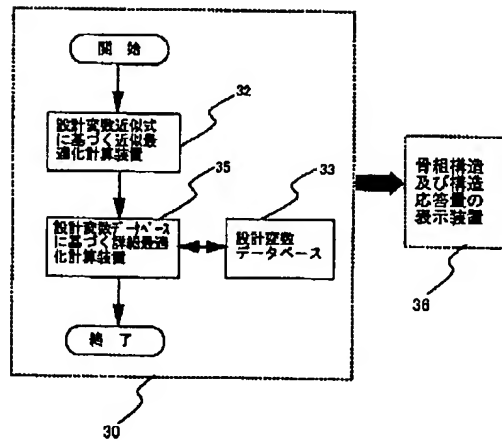 開始
32
設計変数近似式
に基づく近似最
適化計算装置
35
設計変数データベース
に基づく詳細最適
化計算装置
33
設計変数
データベース
終了
30
骨組構造
及び構造
応答量の
表示装置
36